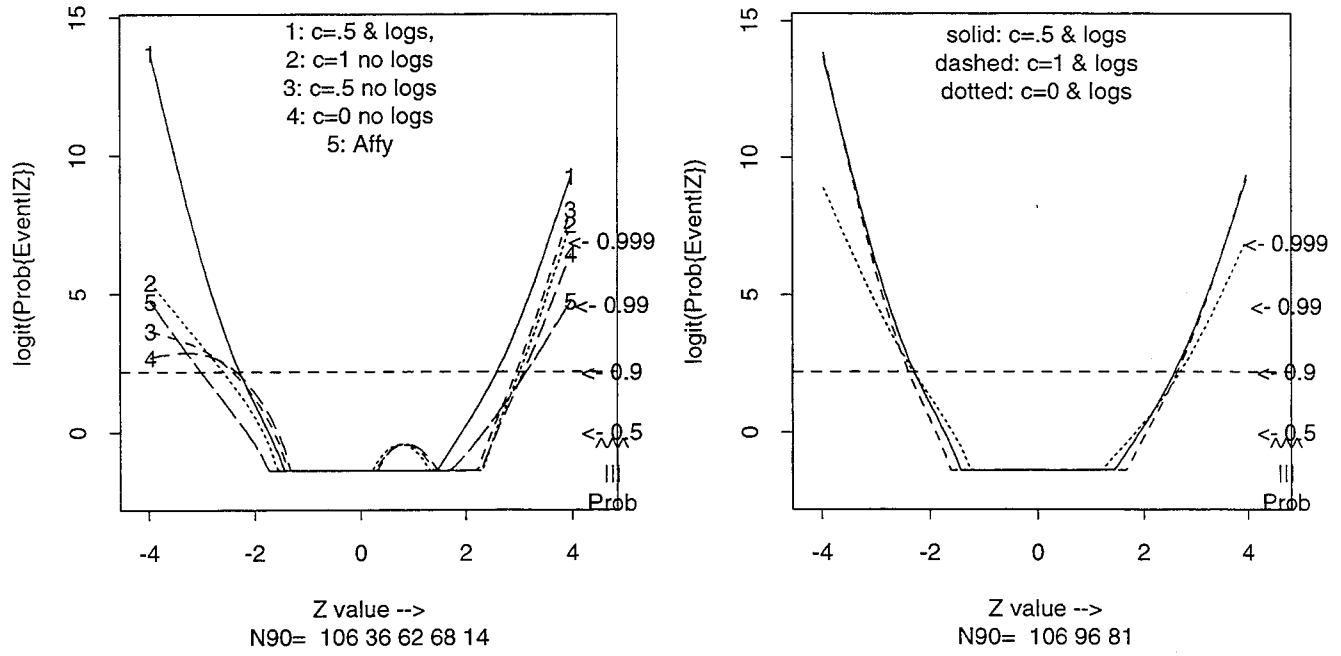 15
10
5
0
logit(Prob{Event|Z})
1: c=.5 & logs,
2: c=1 no logs
3: c=.5 no logs
4: c=0 no logs
5: Affy
1
2
5
3
4
1
3
2
4
5
<- 0.999
<- 0.99
<- 0.9
<- 0.5
^^^
|||
Prob
-4 -2 0 2 4
Z value -->
N90= 106 36 62 68 14
15
10
5
0
logit(Prob{Event|Z})
solid: c=.5 & logs
dashed: c=1 & logs
dotted: c=0 & logs
<- 0.999
<- 0.99
<- 0.9
<- 0.5
^^^
|||
Prob
-4 -2 0 2 4
Z value -->
N90= 106 96 81